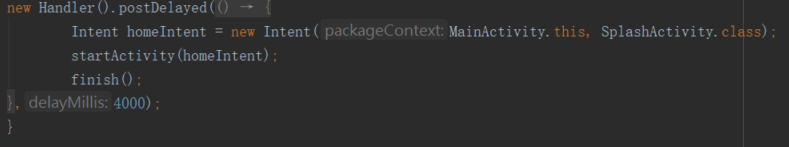 new Handler().postDelayed(() → {
Intent homeIntent = new Intent( packageContext: MainActivity.this, SplashActivity.class);
startActivity(homeIntent);
finish();
}, delayMillis: 4000);
}